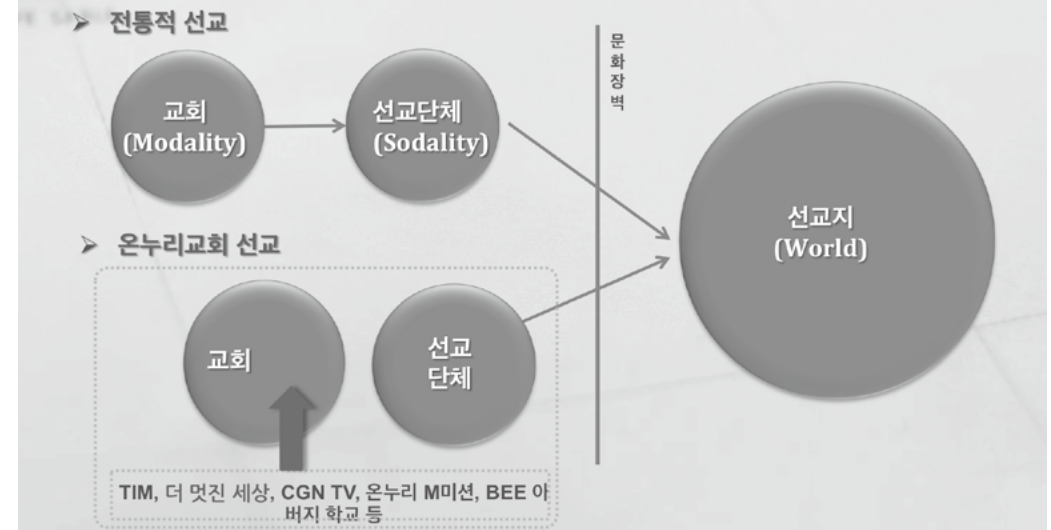 ➢ 전통적 선교
교회
(Modality)
선교단체
(Sodality)
문
화
장
벽
선교지
(World)
➢ 온누리교회 선교
교회
선교
단체
TIM, 더 멋진 세상, CGN TV, 온누리 M미션, BEE 아
버지 학교 등